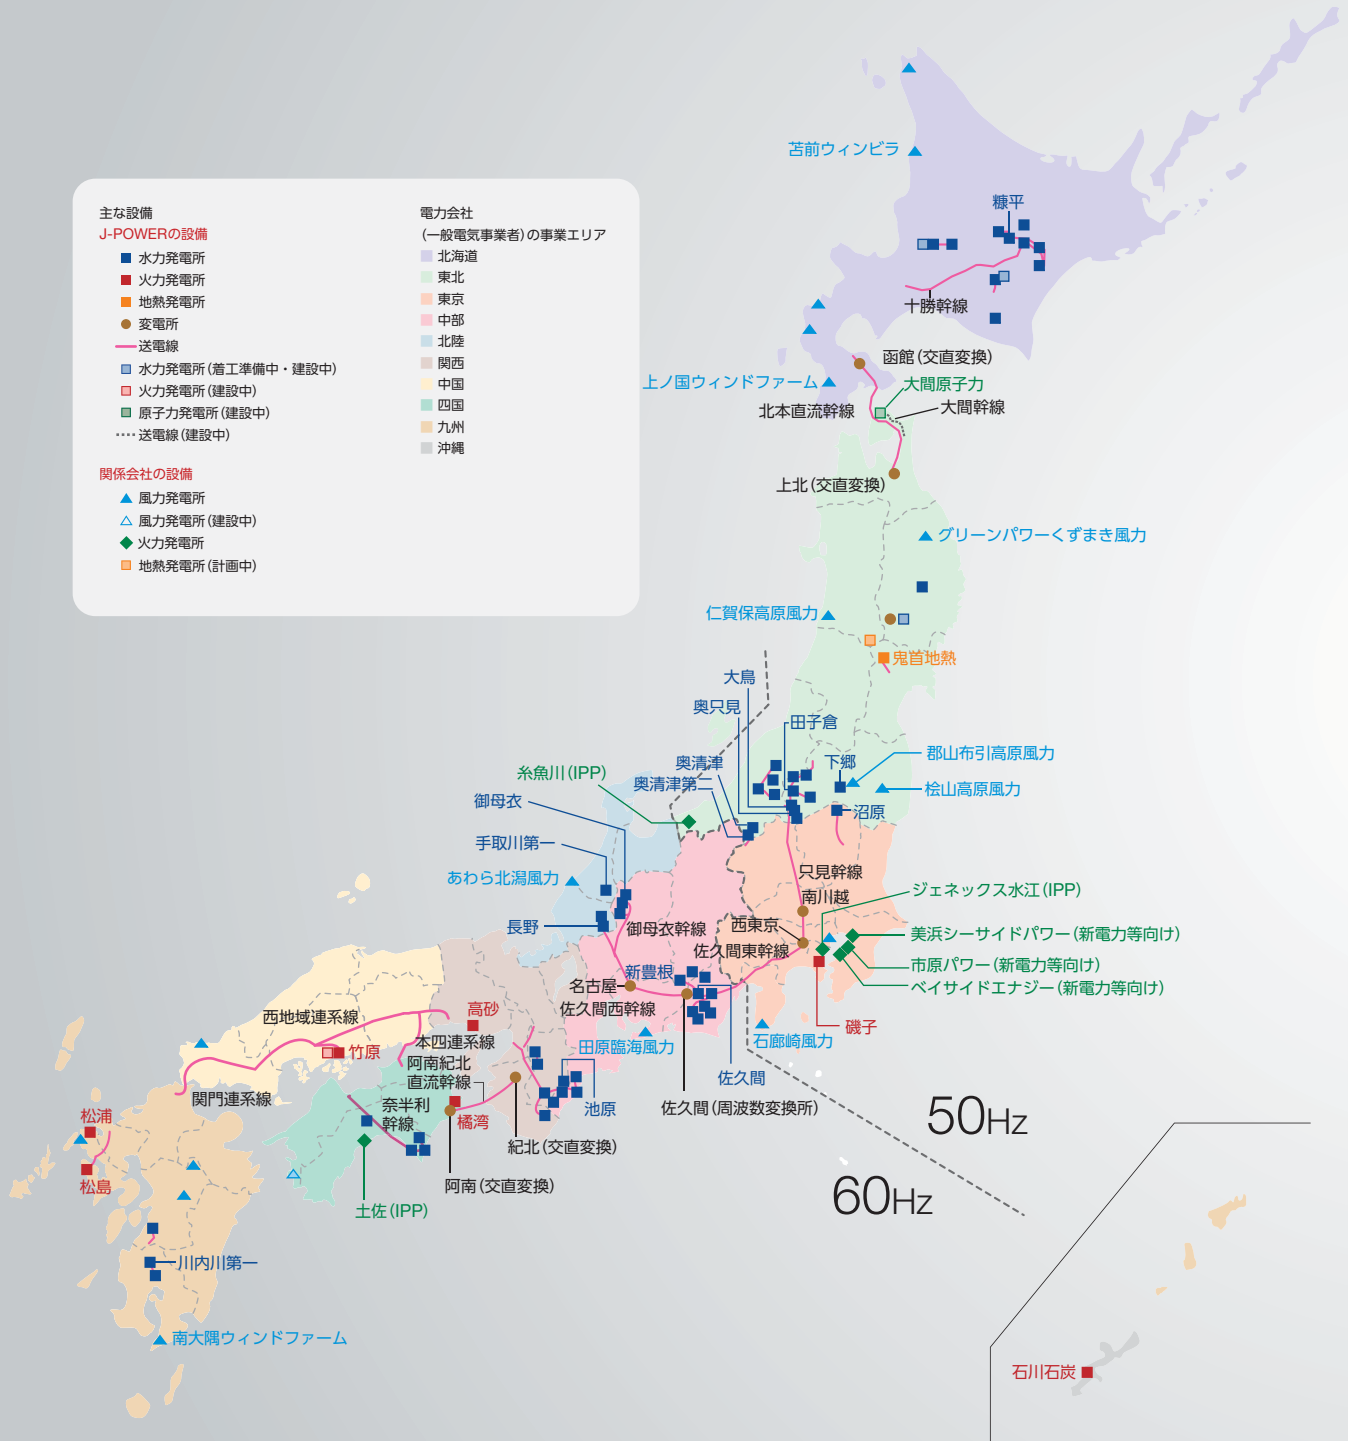 主な設備
J-POWERの設備
水力発電所
火力発電所
地熱発電所
変電所
送電線
水力発電所(着工準備中・建設中)
火力発電所(建設中)
原子力発電所(建設中)
送電線(建設中)
関係会社の設備
風力発電所
風力発電所(建設中)
火力発電所
地熱発電所(計画中)
電力会社
(一般電気事業者)の事業エリア
北海道
東北
東京
中部
北陸
関西
中国
四国
九州
沖縄
苫前ウィンビラ
糠平
十勝幹線
函館(交直変換)
上ノ国ウィンドファーム
大間原子力
北本直流幹線
大間幹線
上北(交直変換)
グリーンパワーくずまき風力
仁賀保高原風力
鬼首地熱
大鳥
奥只見
田子倉
奥清津
下郷
郡山布引高原風力
糸魚川(IPP)
奥清津第二
桧山高原風力
御母衣
沼原
手取川第一
只見幹線
あわら北潟風力
ジェネックス水江(IPP)
南川越
長野
御母衣幹線
西東京
美浜シーサイドパワー(新電力等向け)
佐久間東幹線
市原パワー(新電力等向け)
新豊根
名古屋
ベイサイドエナジー(新電力等向け)
佐久間西幹線
高砂
西地域連系線
磯子
本四連系線
田原臨海風力
石廊崎風力
竹原
阿南紀北
直流幹線
佐久間
関門連系線
奈半利
幹線
池原
佐久間(周波数変換所)
松浦
橘湾
50Hz
紀北(交直変換)
松島
阿南(交直変換)
60Hz
土佐(IPP)
川内川第一
南大隅ウィンドファーム
石川石炭